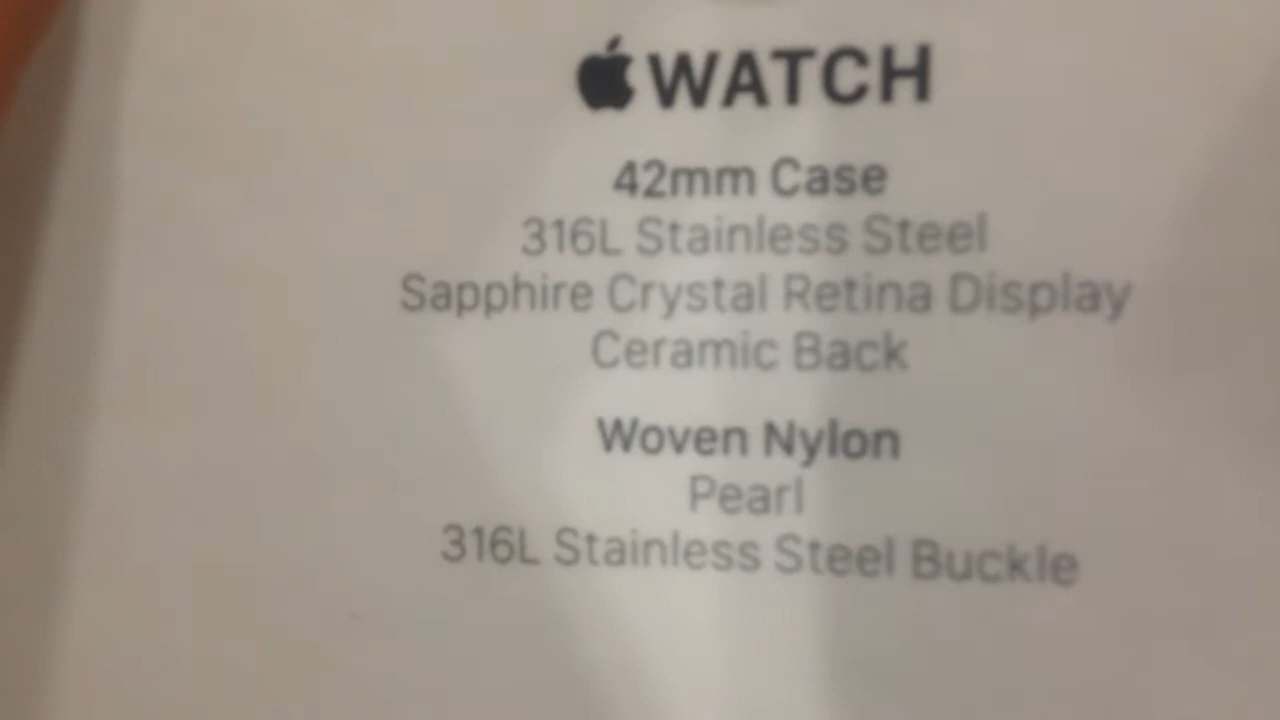 WATCH
42mm Case
316L Stainless Steel
Sapphire Crystal Retina Display
Ceramic Back
Woven Nylon
Pearl
316L Stainless Steel Buckle